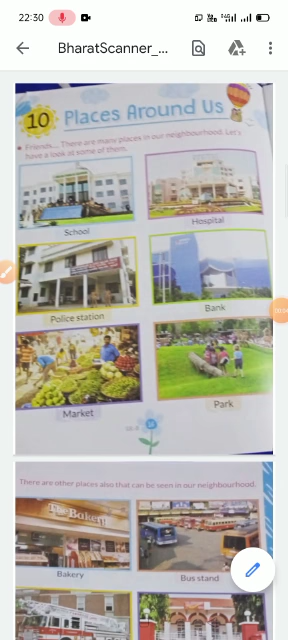 22:30
BharatScanner_...
10 Places Around Us
Friends... There are many places in our neighbourhood. Let's
have a look at some of them.
School
Hospital
Police station
Bank
Market
Park
There are other places also that can be seen in our neighbourhood.
The Bakery
Bakery
Bus stand